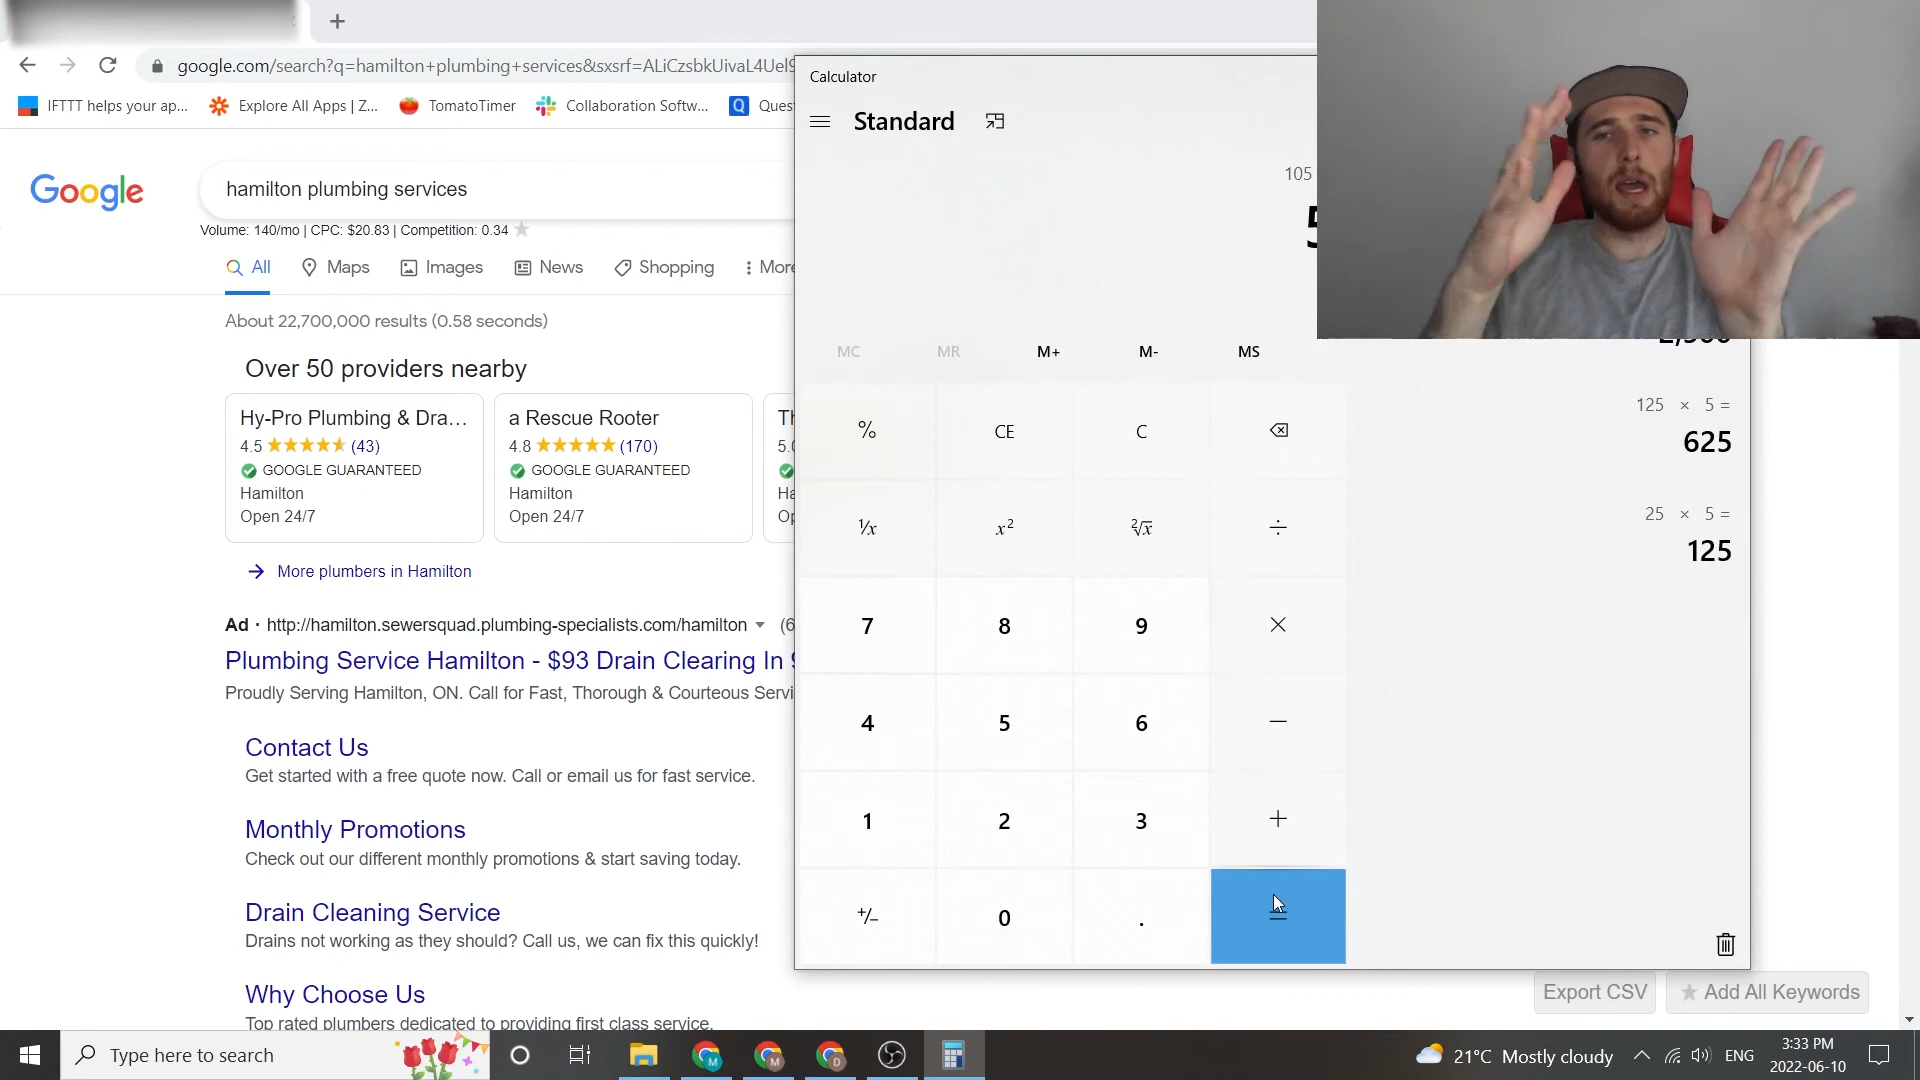 google.com/search?q=hamilton+plumbing+services&sxsrf=ALiCzsbkUivaL4Uel9
IFTTT helps your ap...
Explore All Apps | Z...
TomatoTimer
Collaboration Softw...
Quest
Google
hamilton plumbing services
Volume: 140/mo | CPC: $20.83 | Competition: 0.34
All
Maps
Images
News
Shopping
More
About 22,700,000 results (0.58 seconds)
Over 50 providers nearby
Hy-Pro Plumbing & Dra...
4.5 (43)
GOOGLE GUARANTEED
Hamilton
Open 24/7
a Rescue Rooter
4.8 (170)
GOOGLE GUARANTEED
Hamilton
Open 24/7
5.0
More plumbers in Hamilton
Ad · http://hamilton.sewersquad.plumbing-specialists.com/hamilton
Plumbing Service Hamilton - $93 Drain Clearing In 9
Proudly Serving Hamilton, ON. Call for Fast, Thorough & Courteous Servi
Contact Us
Get started with a free quote now. Call or email us for fast service.
Monthly Promotions
Check out our different monthly promotions & start saving today.
Drain Cleaning Service
Drains not working as they should? Call us, we can fix this quickly!
Why Choose Us
Top rated plumbers dedicated to providing first class service.
Calculator
Standard
105
5
MC MR M+ M- MS
% CE C
⅟x x² ²√x ÷
7 8 9 ×
4 5 6 −
1 2 3 +
+/− 0 . =
125 × 5 =
625
25 × 5 =
125
Export CSV
Add All Keywords
Type here to search
21°C Mostly cloudy
ENG
3:33 PM
2022-06-10